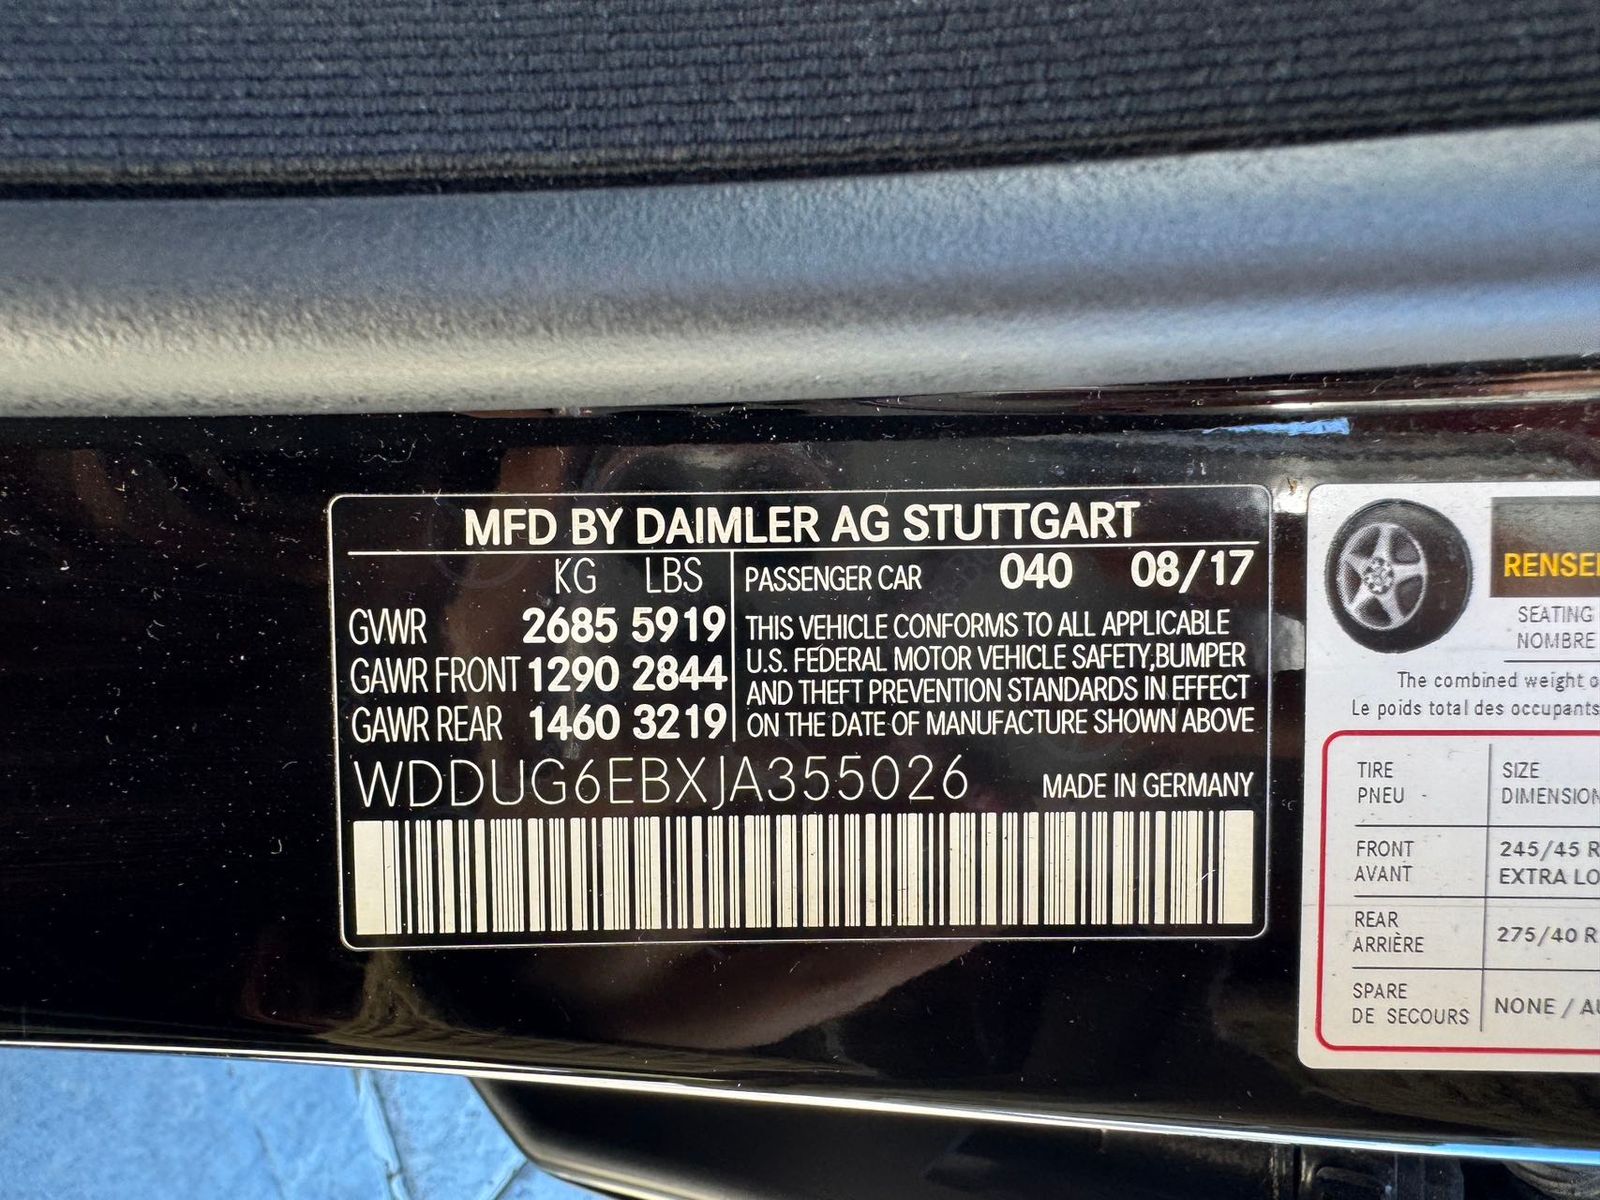 MFD BY DAIMLER AG STUTTGART
KG LBS
GVWR 2685 5919
GAWR FRONT 1290 2844
GAWR REAR 1460 3219
PASSENGER CAR 040 08/17
THIS VEHICLE CONFORMS TO ALL APPLICABLE
U.S. FEDERAL MOTOR VEHICLE SAFETY,BUMPER
AND THEFT PREVENTION STANDARDS IN EFFECT
ON THE DATE OF MANUFACTURE SHOWN ABOVE
WDDUG6EBXJA355026 MADE IN GERMANY
RENSEI
SEATING
NOMBRE
The combined weight o
Le poids total des occupants
TIRE
PNEU
SIZE
DIMENSION
FRONT
AVANT
245/45 R
EXTRA LO
REAR
ARRIÈRE
275/40 R
SPARE
DE SECOURS
NONE / AU